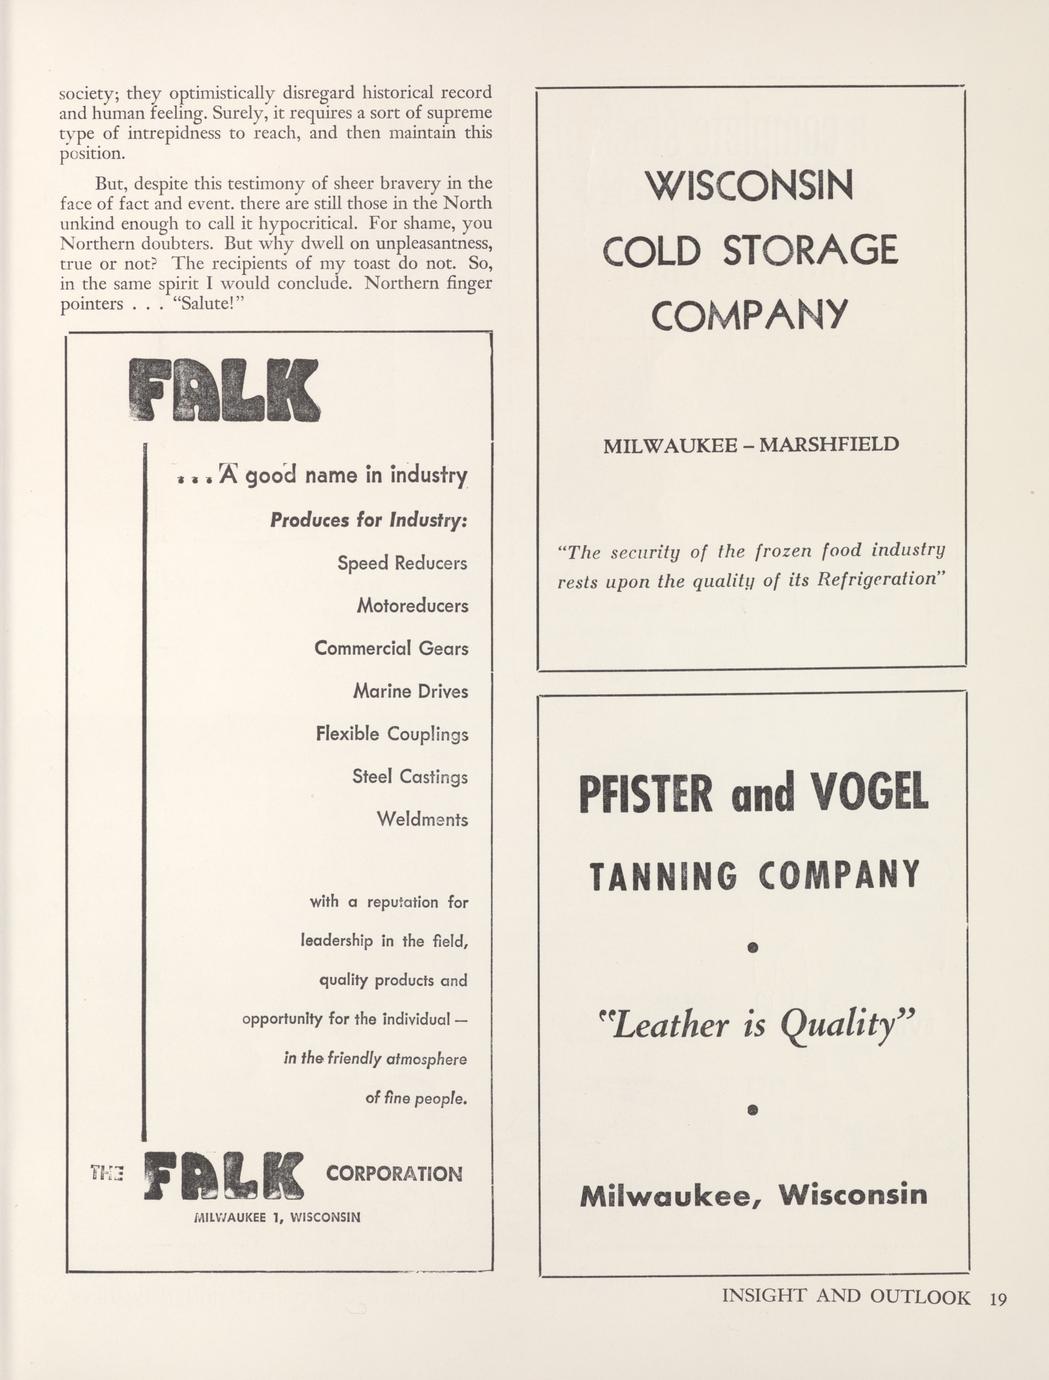 society; they optimistically disregard historical record
and human feeling. Surely, it requires a sort of supreme
type of intrepidness to reach, and then maintain this
position.
But, despite this testimony of sheer bravery in the
face of fact and event. there are still those in the North
unkind enough to call it hypocritical. For shame, you
Northern doubters. But why dwell on unpleasantness,
true or not? The recipients of my toast do not. So,
in the same spirit I would conclude. Northern finger
pointers . . . “Salute!”
FALK
...A good name in industry
Produces for Industry:
Speed Reducers
Motoreducers
Commercial Gears
Marine Drives
Flexible Couplings
Steel Castings
Weldments
with a reputation for
leadership in the field,
quality products and
opportunity for the individual —
in the friendly atmosphere
of fine people.
THE FALK CORPORATION
MILWAUKEE 1, WISCONSIN
WISCONSIN
COLD STORAGE
COMPANY
MILWAUKEE – MARSHFIELD
“The security of the frozen food industry
rests upon the quality of its Refrigeration”
PFISTER and VOGEL
TANNING COMPANY
•
“Leather is Quality”
•
Milwaukee, Wisconsin
INSIGHT AND OUTLOOK 19